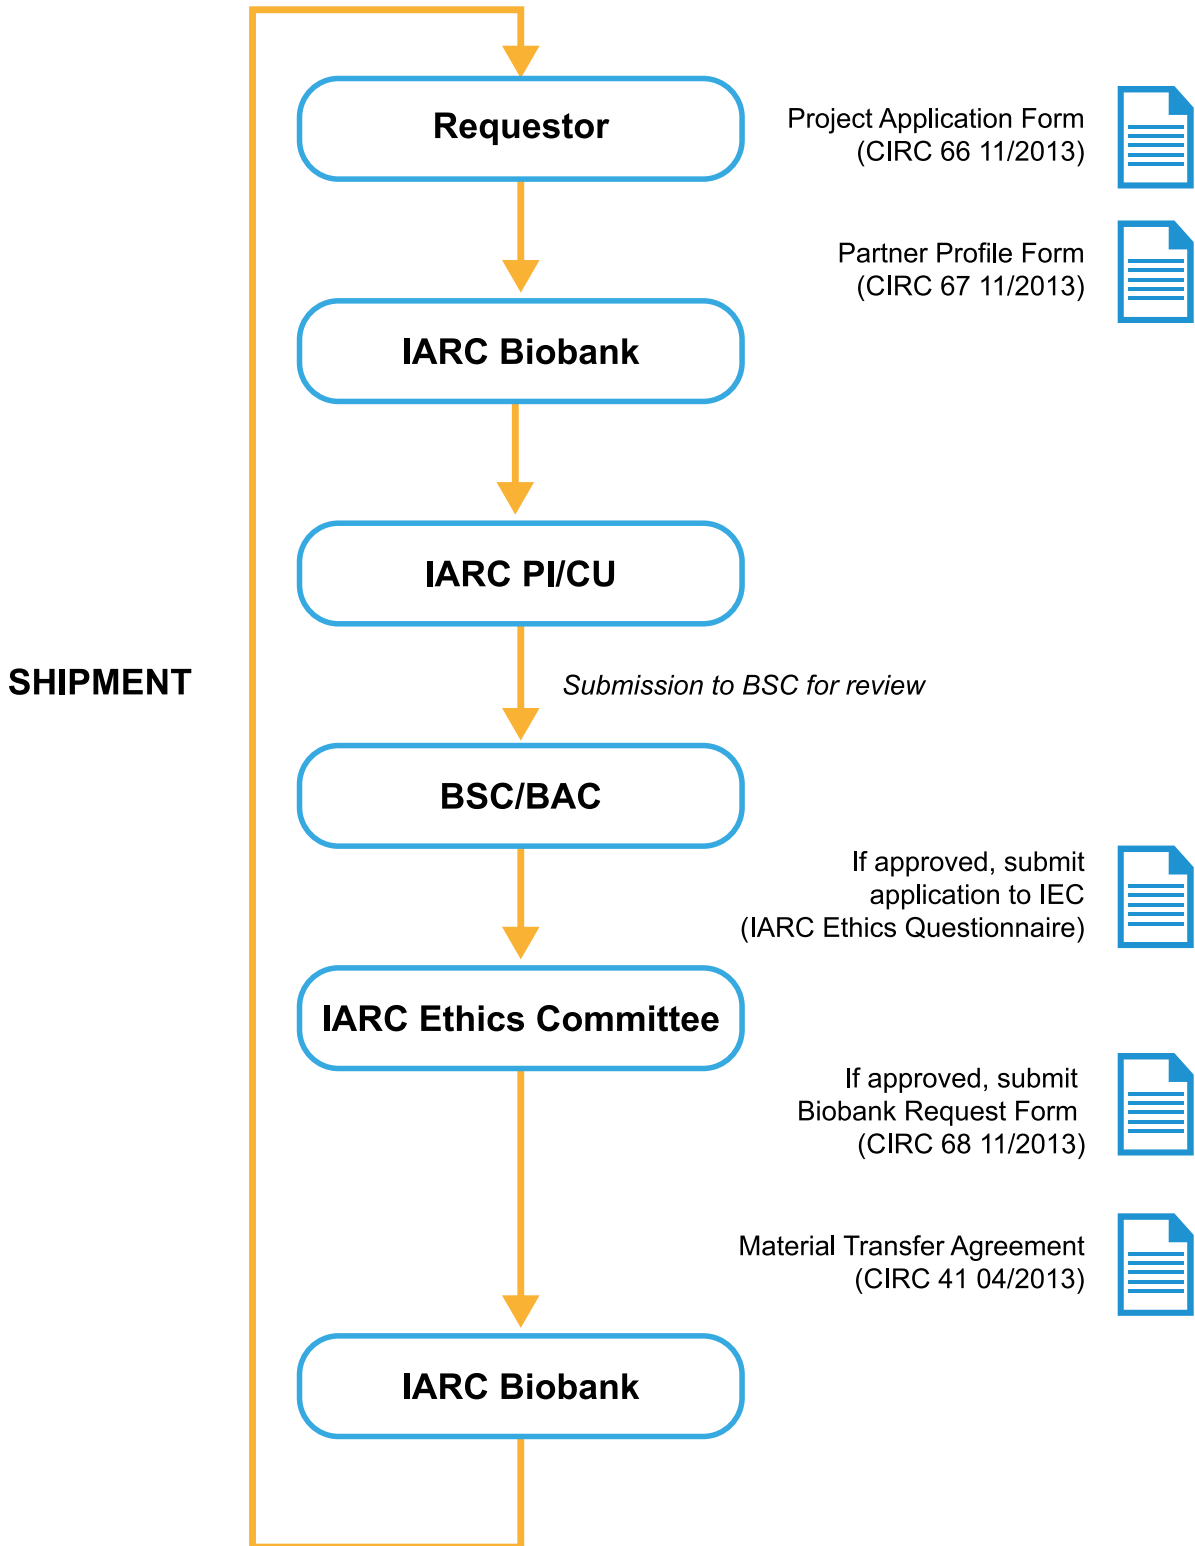 Requestor
Project Application Form
(CIRC 66 11/2013)
Partner Profile Form
(CIRC 67 11/2013)
IARC Biobank
IARC PI/CU
SHIPMENT
Submission to BSC for review
BSC/BAC
If approved, submit
application to IEC
(IARC Ethics Questionnaire)
IARC Ethics Committee
If approved, submit
Biobank Request Form
(CIRC 68 11/2013)
Material Transfer Agreement
(CIRC 41 04/2013)
IARC Biobank